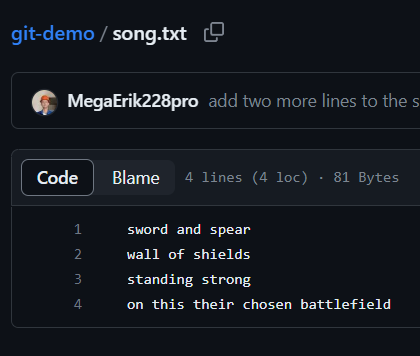 git-demo / song.txt
MegaErik228pro add two more lines to the s
Code Blame 4 lines (4 loc) · 81 Bytes
1 sword and spear
2 wall of shields
3 standing strong
4 on this their chosen battlefield